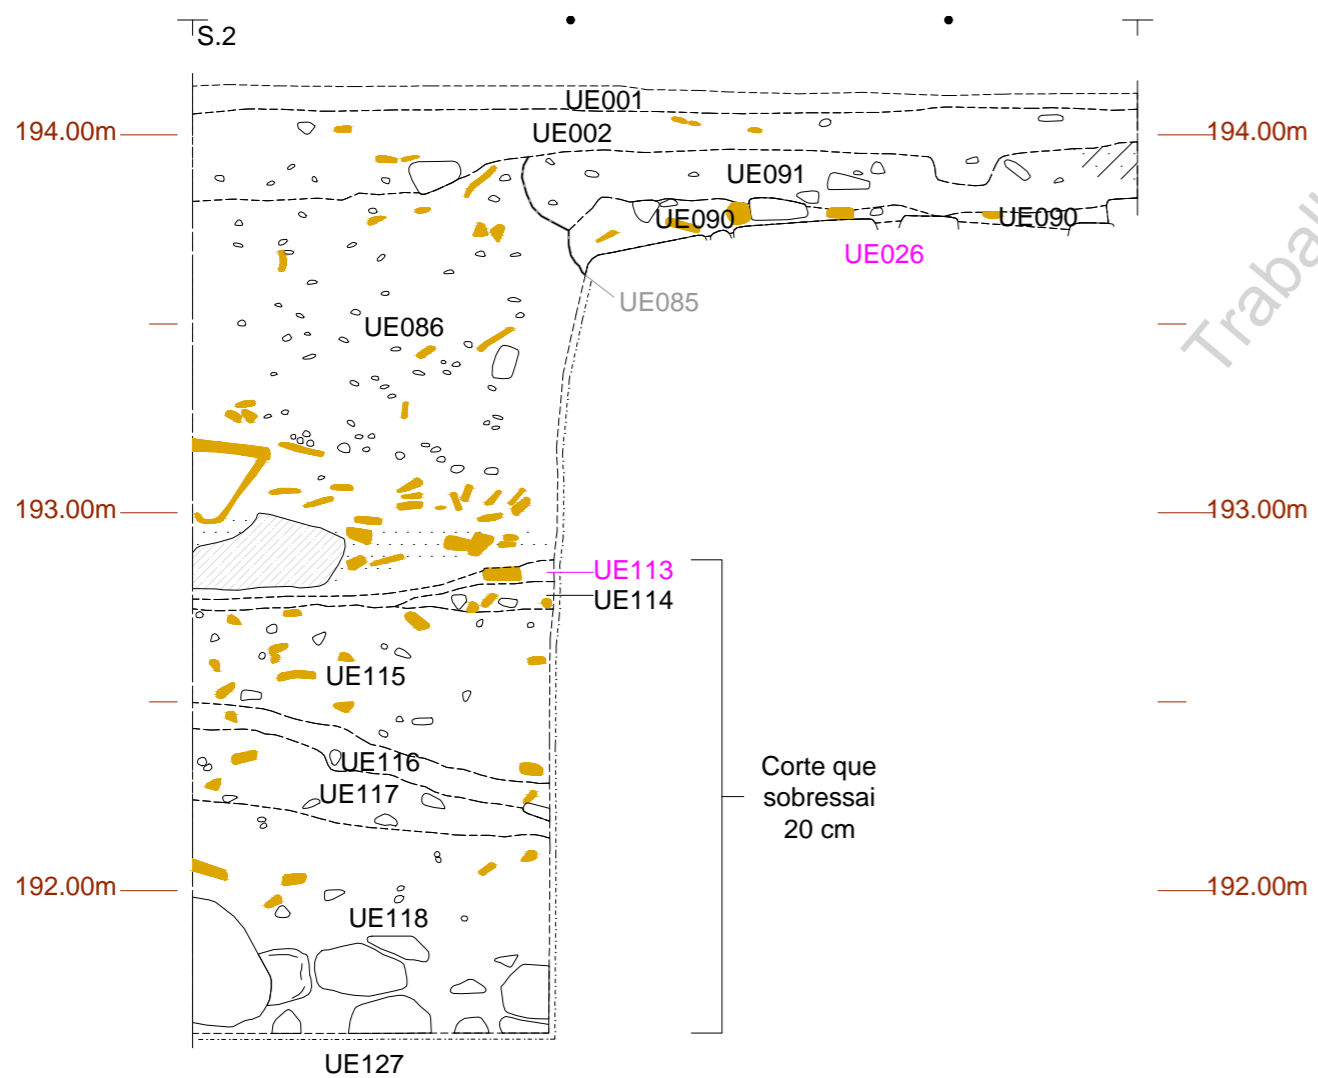 S.2
UE001
194.00m
194.00m
UE002
UE091
UE090
UE090
UE026
UE085
UE086
193.00m
193.00m
UE113
UE114
UE115
UE116
UE117
Corte que
sobressai
20 cm
192.00m
192.00m
UE118
UE127